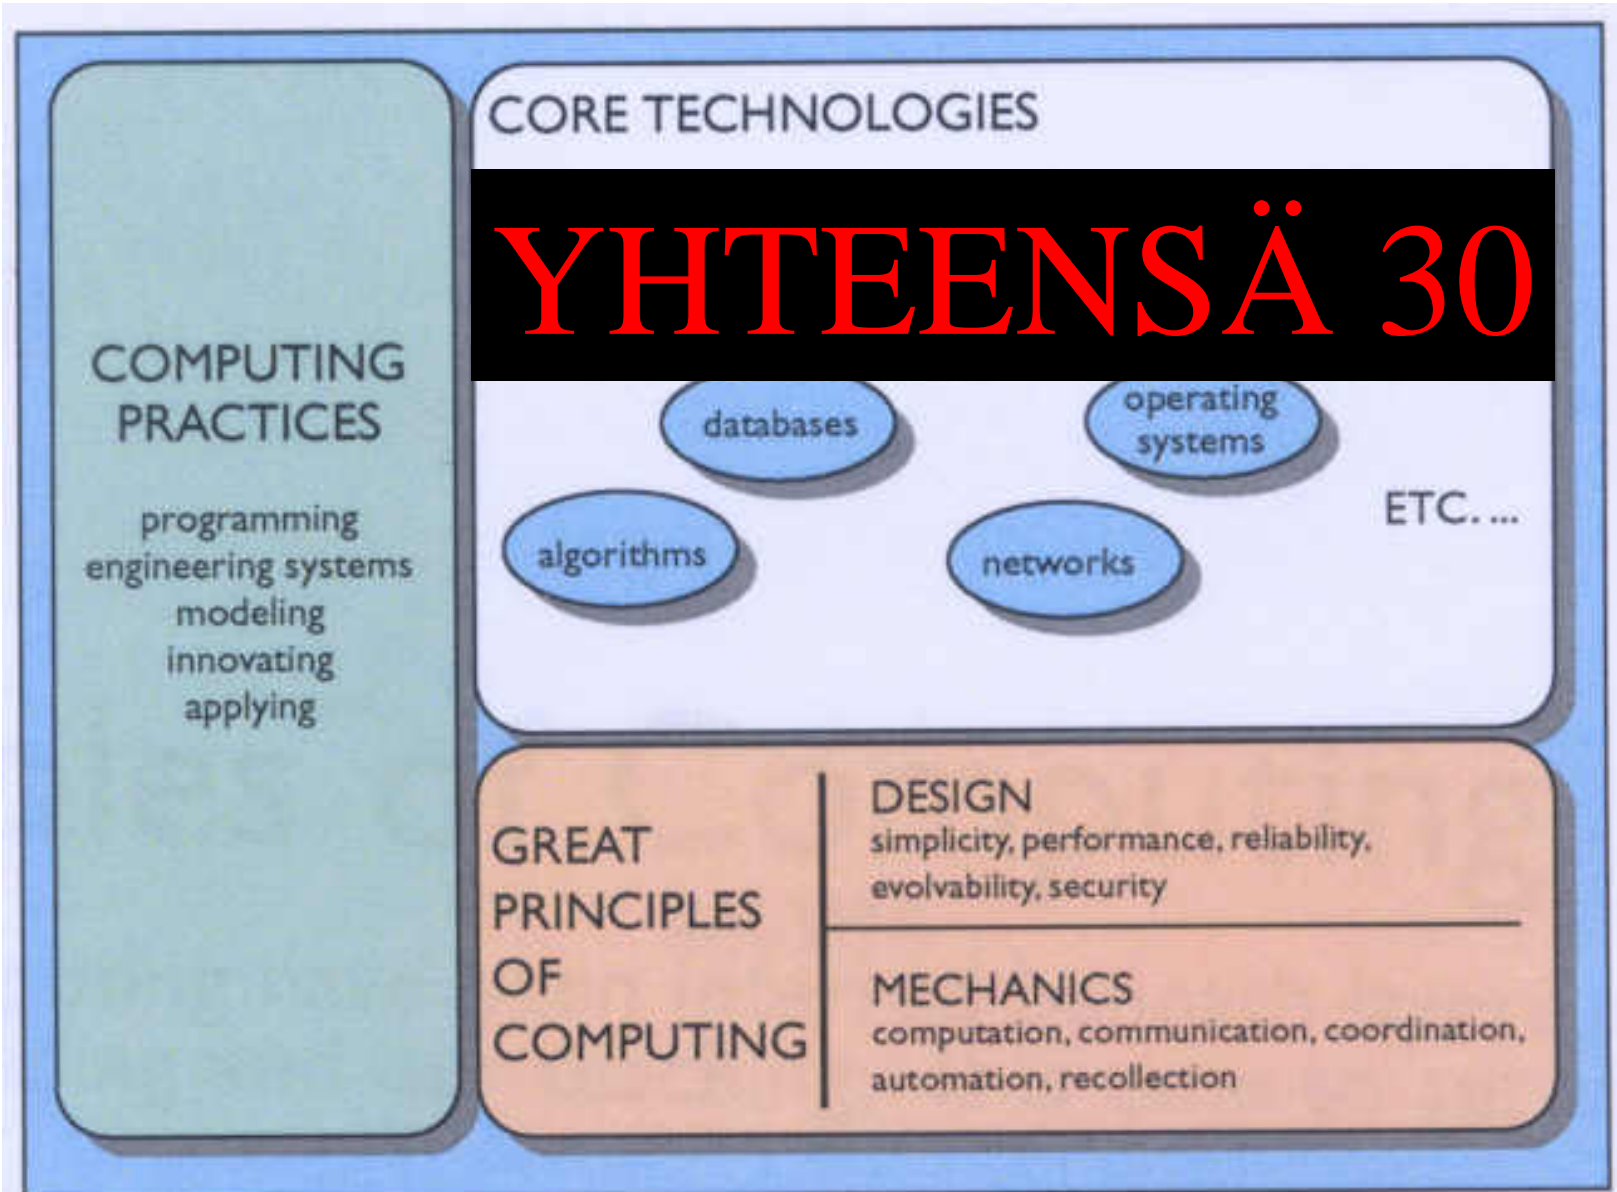 COMPUTING
PRACTICES
programming
engineering systems
modeling
innovating
applying
CORE TECHNOLOGIES
YHTEENSÄ 30
databases
operating
systems
algorithms
networks
ETC. ...
GREAT
PRINCIPLES
OF
COMPUTING
DESIGN
simplicity, performance, reliability,
evolvability, security
MECHANICS
computation, communication, coordination,
automation, recollection